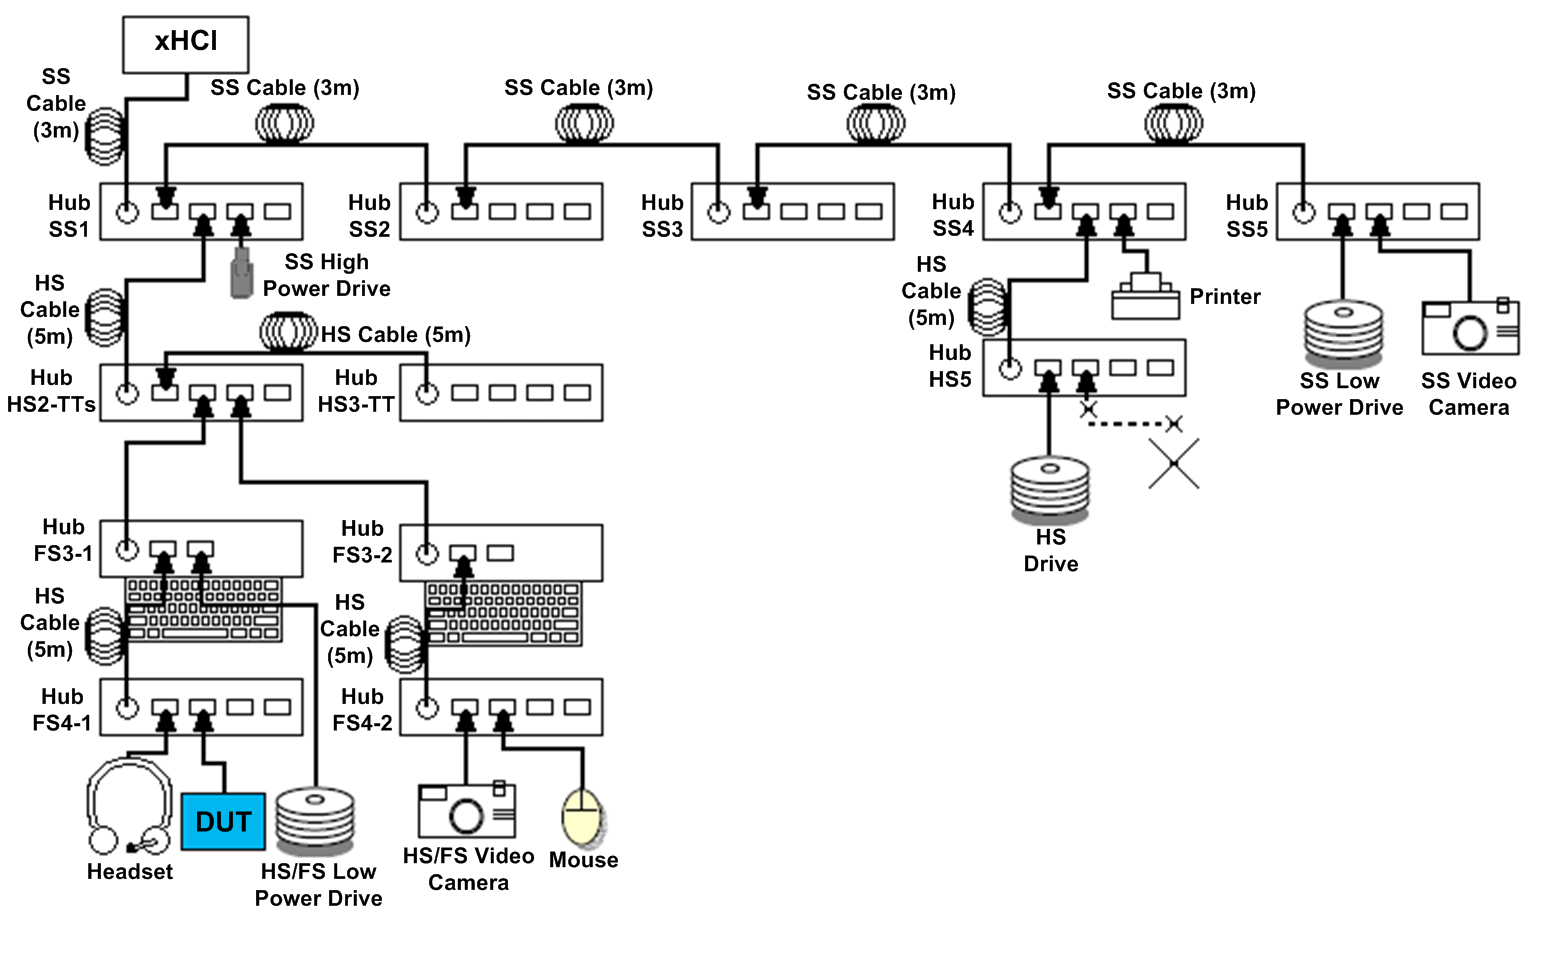 xHCI
SS
Cable
(3m)
SS Cable (3m)
SS Cable (3m)
SS Cable (3m)
SS Cable (3m)
Hub
SS1
Hub
SS2
Hub
SS3
Hub
SS4
Hub
SS5
SS High
Power Drive
HS
Cable
(5m)
HS
Cable
(5m)
Printer
HS Cable (5m)
Hub
HS2-TTs
Hub
HS3-TT
Hub
HS5
SS Low
Power Drive
SS Video
Camera
HS
Drive
Hub
FS3-1
Hub
FS3-2
HS
Cable
(5m)
HS
Cable
(5m)
Hub
FS4-1
Hub
FS4-2
DUT
Headset
HS/FS Low
Power Drive
HS/FS Video
Camera
Mouse